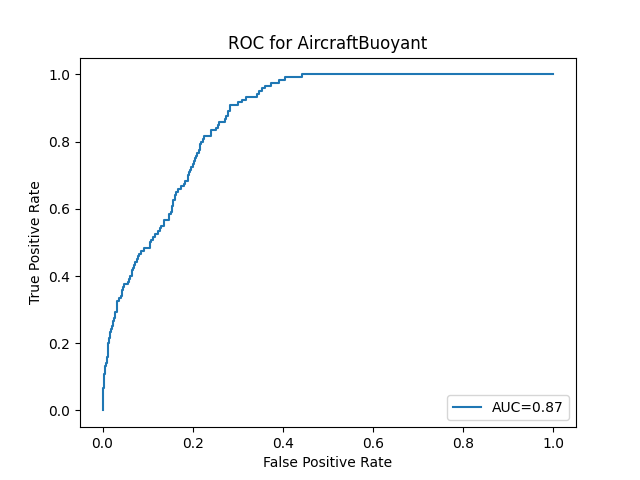 ROC for AircraftBuoyant
1.0
0.8
0.6
0.4
0.2
0.0
True Positive Rate
AUC=0.87
0.0 0.2 0.4 0.6 0.8 1.0
False Positive Rate